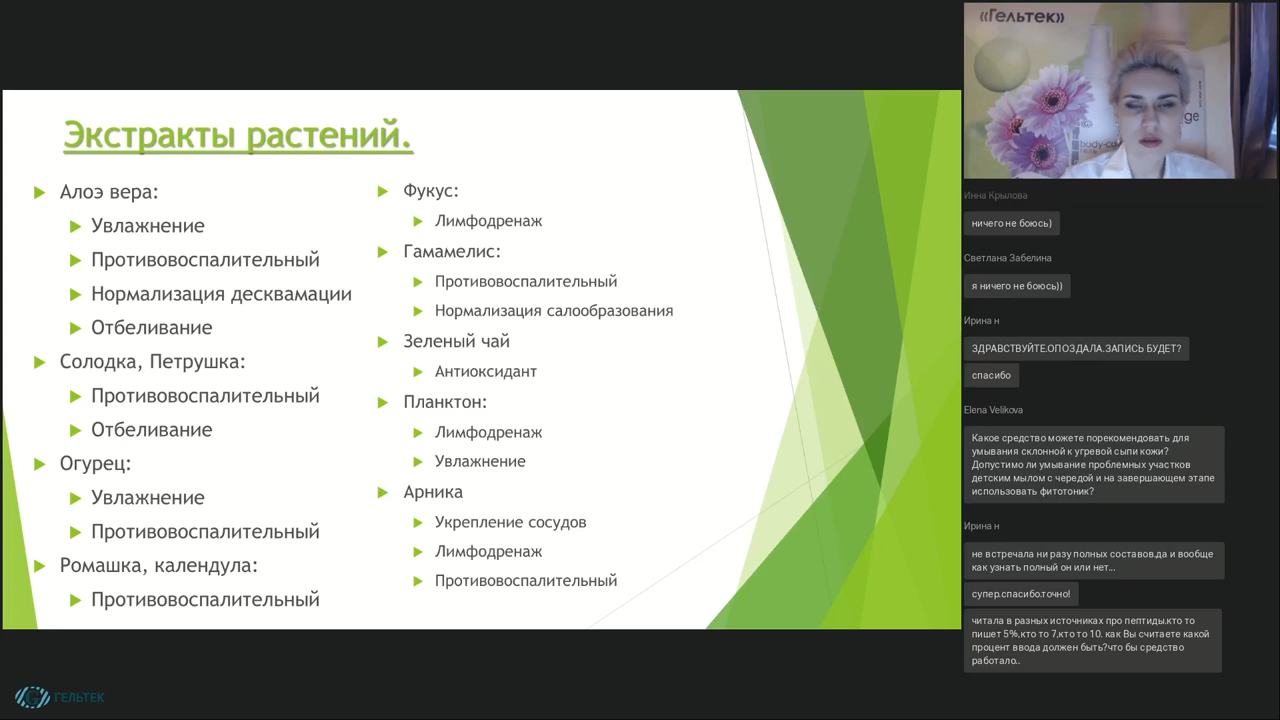 Экстракты растений.
Алоэ вера:
Увлажнение
Противовоспалительный
Нормализация десквамации
Отбеливание
Солодка, Петрушка:
Противовоспалительный
Отбеливание
Огурец:
Увлажнение
Противовоспалительный
Ромашка, календула:
Противовоспалительный
Фукус:
Лимфодренаж
Гамамелис:
Противовоспалительный
Нормализация салообразования
Зеленый чай
Антиоксидант
Планктон:
Лимфодренаж
Увлажнение
Арника
Укрепление сосудов
Лимфодренаж
Противовоспалительный
ГЕЛЬТЕК
«Гельтек»
ge
body-ca
Инна Крылова
ничего не боюсь)
Светлана Забелина
я ничего не боюсь))
Ирина н
ЗДРАВСТВУЙТЕ.ОПОЗДАЛА.ЗАПИСЬ БУДЕТ?
спасибо
Elena Velikova
Какое средство можете порекомендовать для
умывания склонной к угревой сыпи кожи?
Допустимо ли умывание проблемных участков
детским мылом с чередой и на завершающем этапе
использовать фитотоник?
Ирина н
не встречала ни разу полных составов.да и вообще
как узнать полный он или нет...
супер.спасибо.точно!
читала в разных источниках про пептиды.кто то
пишет 5%,кто то 7,кто то 10. как Вы считаете какой
процент ввода должен быть?что бы средство
работало..